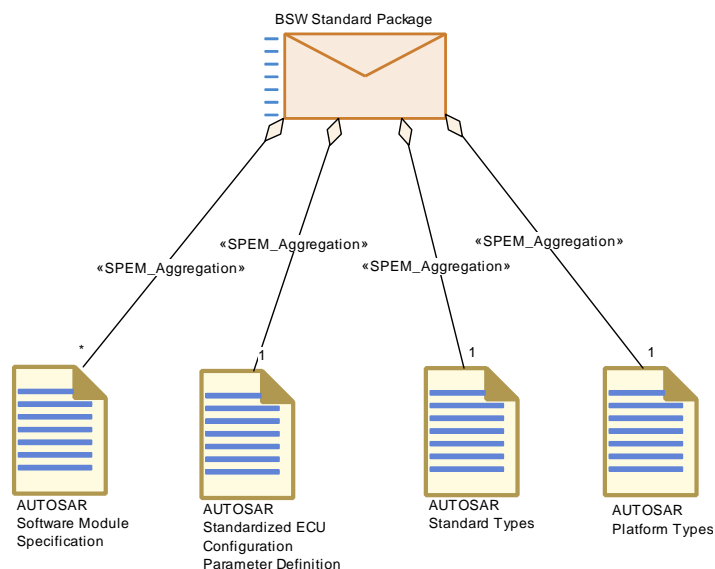 BSW Standard Package
«SPEM_Aggregation»
«SPEM_Aggregation»
«SPEM_Aggregation»
«SPEM_Aggregation»
*
1
1
1
AUTOSAR
Software Module
Specification
AUTOSAR
Standardized ECU
Configuration
Parameter Definition
AUTOSAR
Standard Types
AUTOSAR
Platform Types